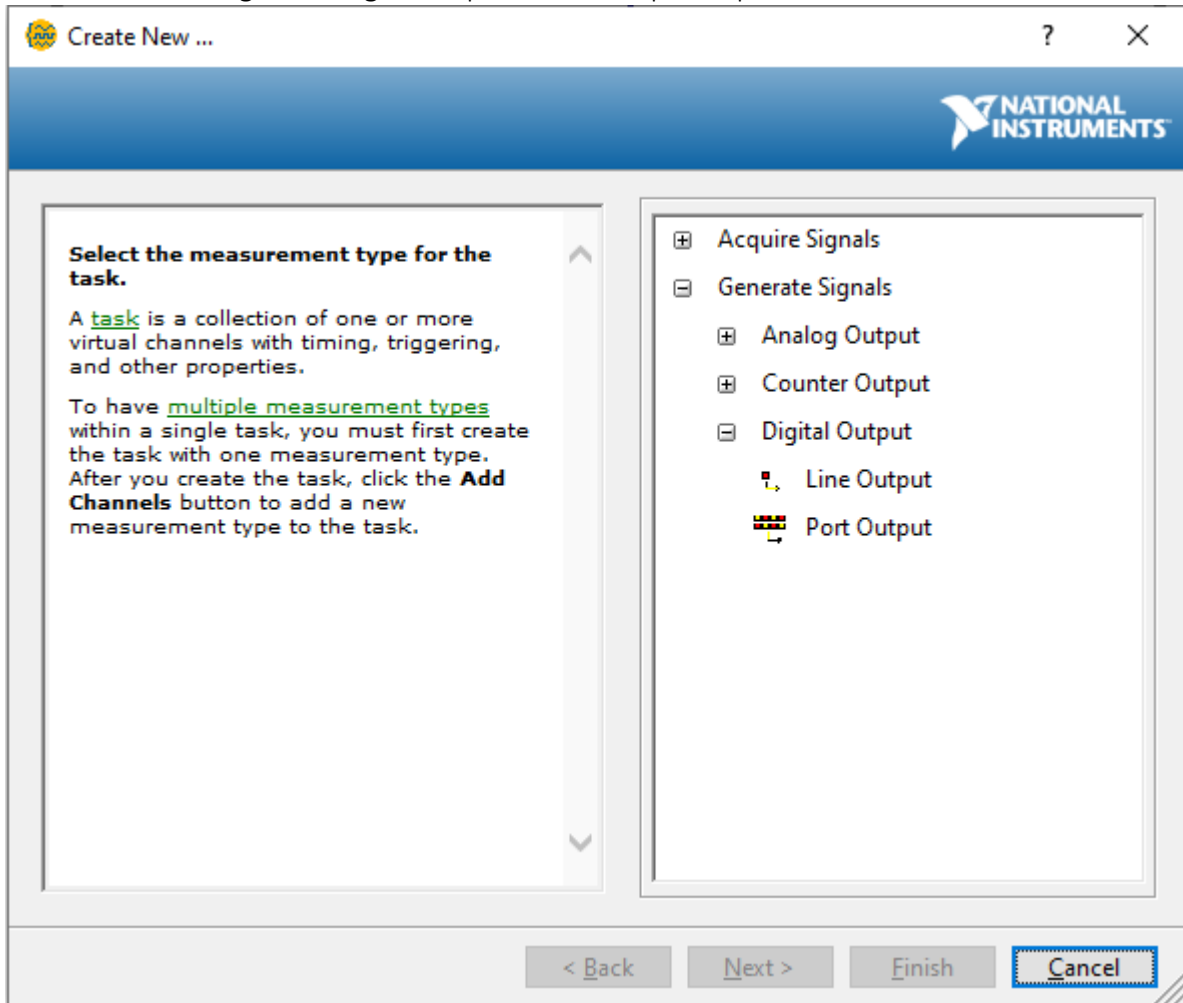 Create New ...
?
NATIONAL
INSTRUMENTS
Select the measurement type for the
task.
A task is a collection of one or more
virtual channels with timing, triggering,
and other properties.
To have multiple measurement types
within a single task, you must first create
the task with one measurement type.
After you create the task, click the Add
Channels button to add a new
measurement type to the task.
Acquire Signals
Generate Signals
Analog Output
Counter Output
Digital Output
Line Output
Port Output
< Back
Next >
Finish
Cancel